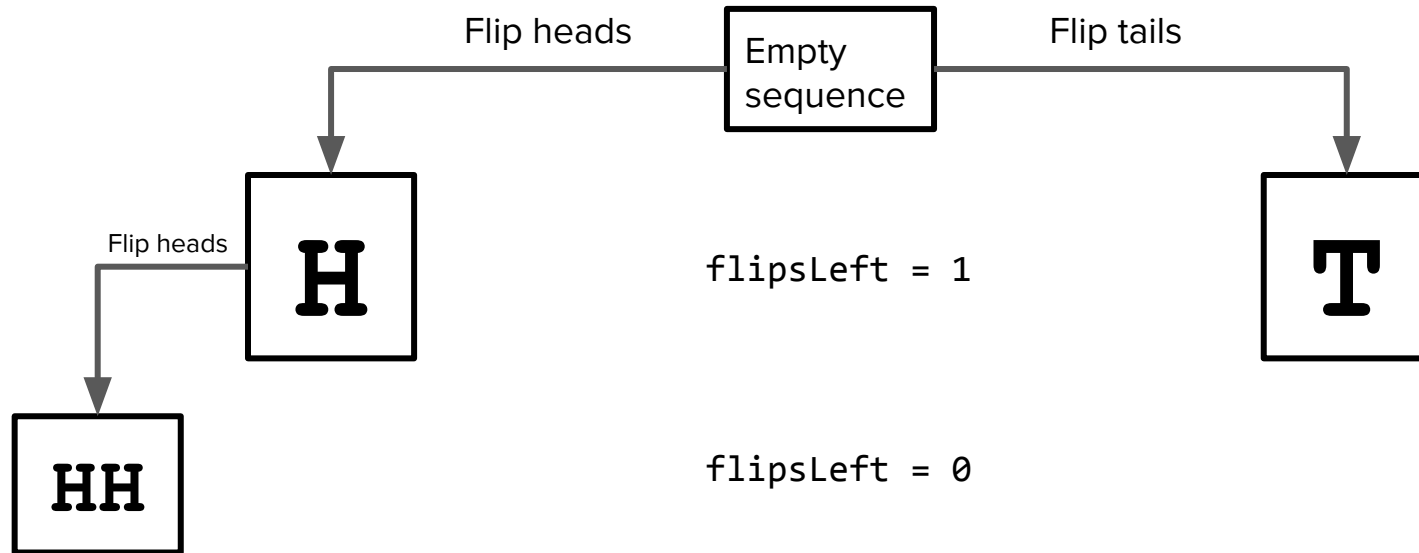 Flip heads
Empty
sequence
Flip tails
Flip heads
H
flipsLeft = 1
T
HH
flipsLeft = 0